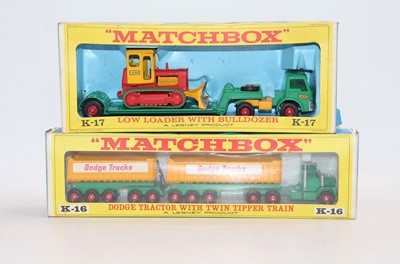 "MATCHBOX"
K-17 K-17
LOW LOADER WITH BULLDOZER
A LESNEY PRODUCT
"MATCHBOX"
Dodge Trucks Dodge Trucks
K-16 K-16
DODGE TRACTOR WITH TWIN TIPPER TRAIN
A LESNEY PRODUCT